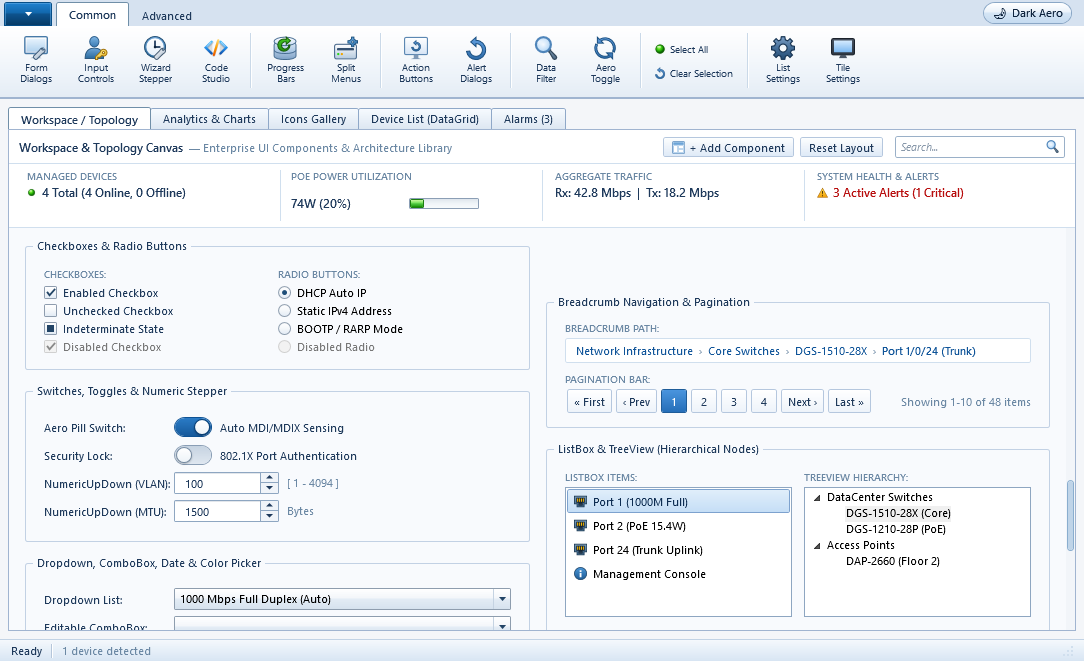 Common
Advanced
Dark Aero
Form Dialogs
Input Controls
Wizard Stepper
Code Studio
Progress Bars
Split Menus
Action Buttons
Alert Dialogs
Data Filter
Aero Toggle
Select All
Clear Selection
List Settings
Tile Settings
Workspace / Topology
Analytics & Charts
Icons Gallery
Device List (DataGrid)
Alarms (3)
Workspace & Topology Canvas — Enterprise UI Components & Architecture Library
+ Add Component
Reset Layout
Search...
MANAGED DEVICES
4 Total (4 Online, 0 Offline)
POE POWER UTILIZATION
74W (20%)
AGGREGATE TRAFFIC
Rx: 42.8 Mbps | Tx: 18.2 Mbps
SYSTEM HEALTH & ALERTS
3 Active Alerts (1 Critical)
Checkboxes & Radio Buttons
CHECKBOXES:
Enabled Checkbox
Unchecked Checkbox
Indeterminate State
Disabled Checkbox
RADIO BUTTONS:
DHCP Auto IP
Static IPv4 Address
BOOTP / RARP Mode
Disabled Radio
Switches, Toggles & Numeric Stepper
Aero Pill Switch: Auto MDI/MDIX Sensing
Security Lock: 802.1X Port Authentication
NumericUpDown (VLAN): 100 [ 1 - 4094 ]
NumericUpDown (MTU): 1500 Bytes
Dropdown, ComboBox, Date & Color Picker
Dropdown List: 1000 Mbps Full Duplex (Auto)
Editable ComboBox:
Breadcrumb Navigation & Pagination
BREADCRUMB PATH:
Network Infrastructure › Core Switches › DGS-1510-28X › Port 1/0/24 (Trunk)
PAGINATION BAR:
« First ‹ Prev 1 2 3 4 Next › Last » Showing 1-10 of 48 items
ListBox & TreeView (Hierarchical Nodes)
LISTBOX ITEMS:
Port 1 (1000M Full)
Port 2 (PoE 15.4W)
Port 24 (Trunk Uplink)
Management Console
TREEVIEW HIERARCHY:
DataCenter Switches
DGS-1510-28X (Core)
DGS-1210-28P (PoE)
Access Points
DAP-2660 (Floor 2)
Ready
1 device detected